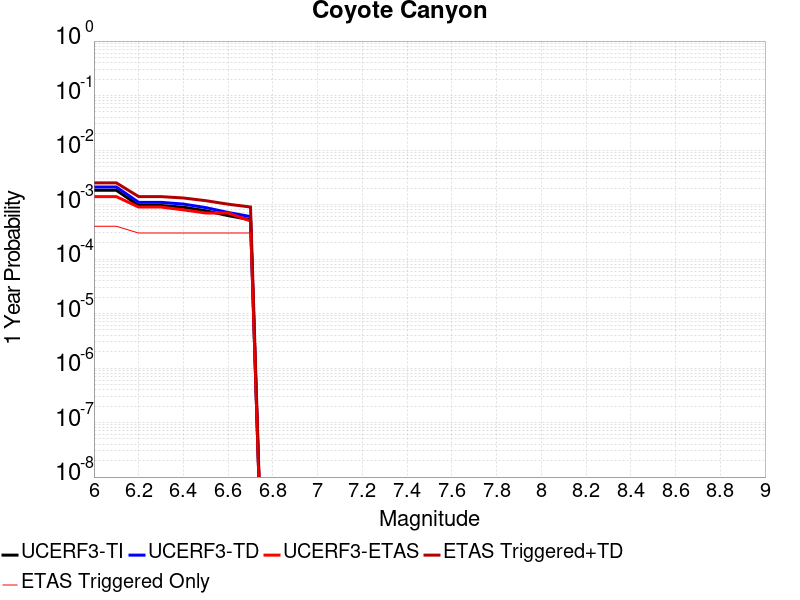 Coyote Canyon
10^0
10^-1
10^-2
10^-3
10^-4
10^-5
10^-6
10^-7
10^-8
1 Year Probability
6 6.2 6.4 6.6 6.8 7 7.2 7.4 7.6 7.8 8 8.2 8.4 8.6 8.8 9
Magnitude
UCERF3-TI UCERF3-TD UCERF3-ETAS ETAS Triggered+TD
ETAS Triggered Only